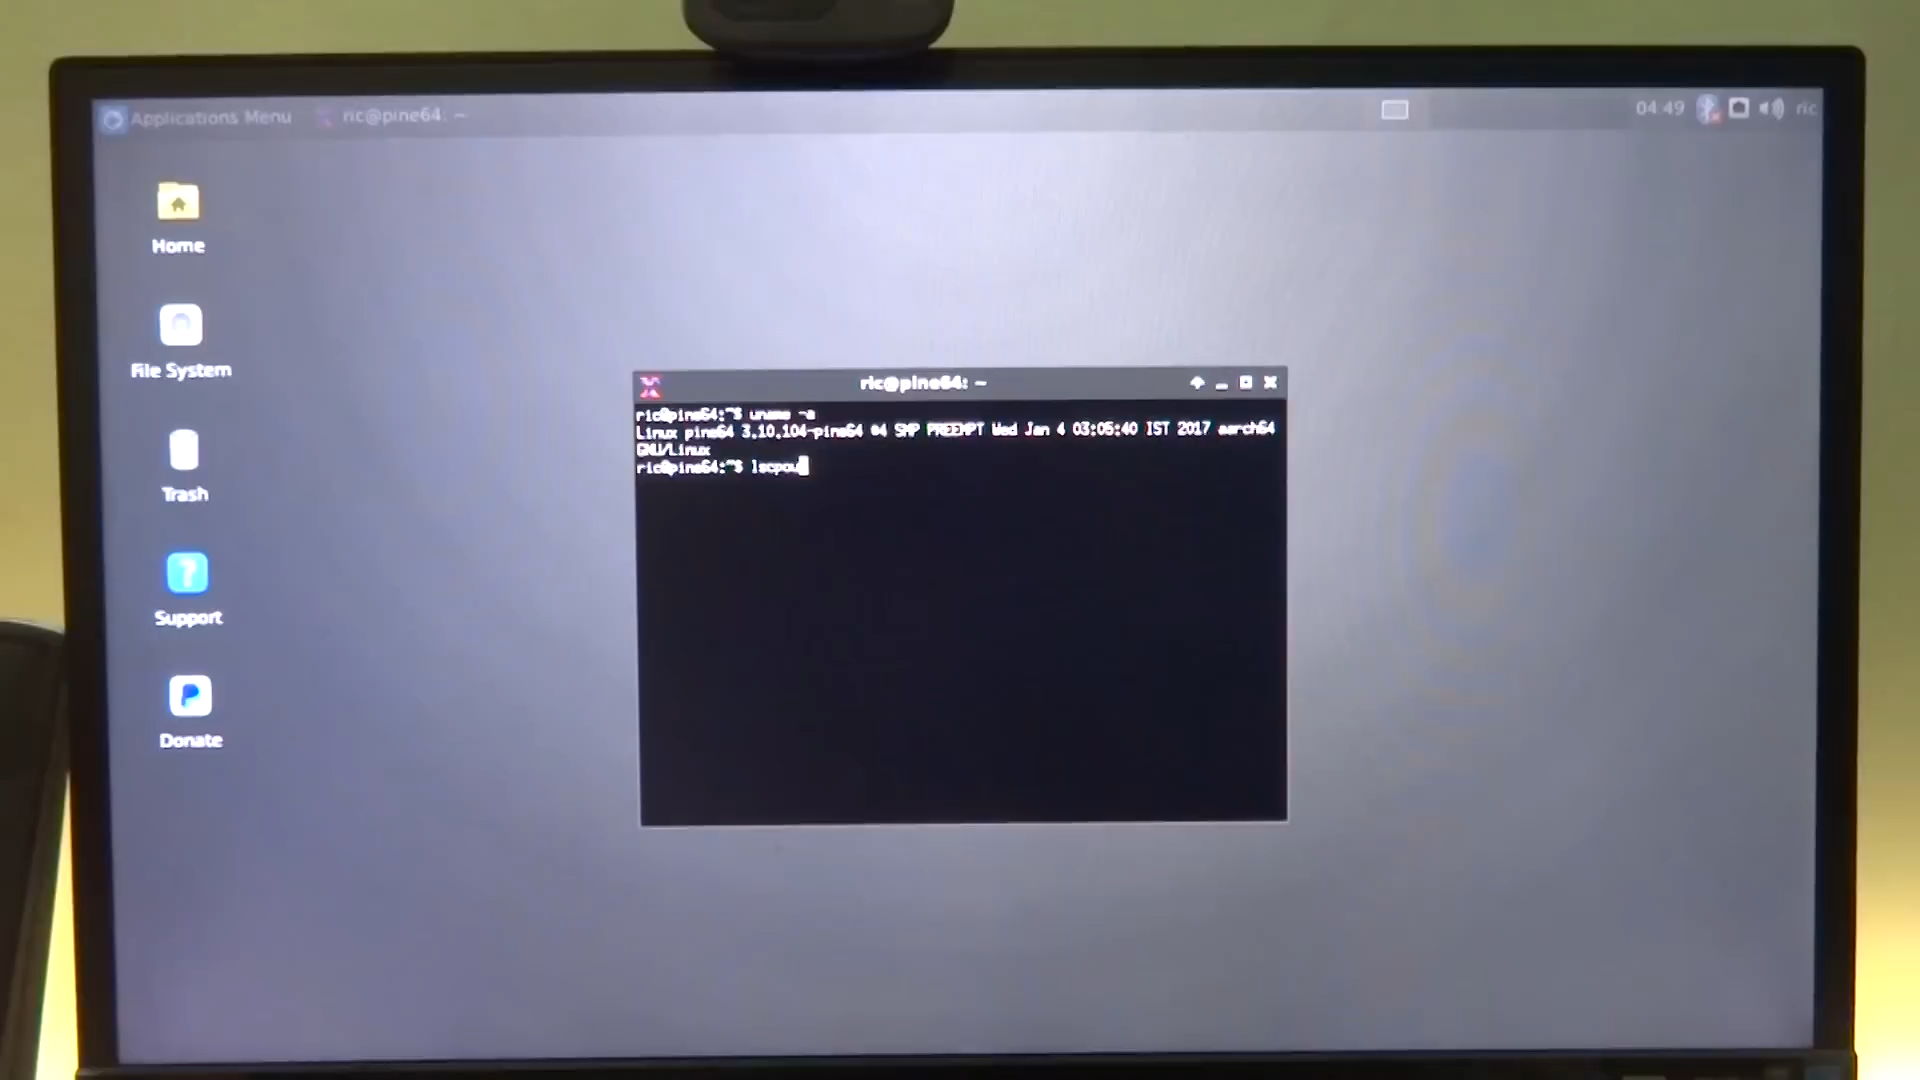 Applications Menu
ric@pine64: ~
04:49
ric
Home
File System
Trash
Support
Donate
ric@pine64: ~
ric@pine64:~$ uname -a
Linux pine64 3.10.104-pine64 #4 SMP PREEMPT Wed Jan 4 03:05:40 IST 2017 aarch64
GNU/Linux
ric@pine64:~$ lscpou